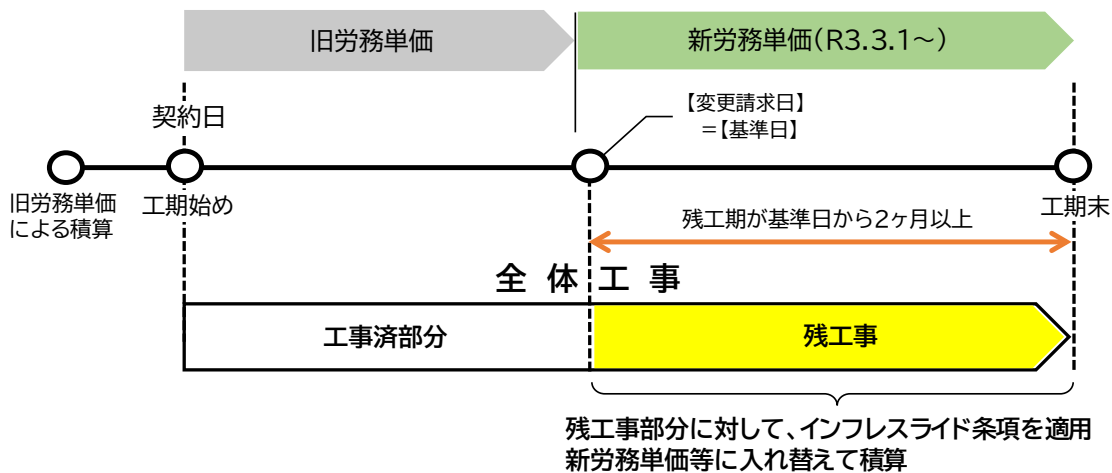 旧労務単価
新労務単価(R3.3.1～)
【変更請求日】
＝【基準日】
契約日
旧労務単価
による積算
工期始め
工期末
残工期が基準日から2ヶ月以上
全体工事
工事済部分
残工事
残工事部分に対して、インフレスライド条項を適用
新労務単価等に入れ替えて積算